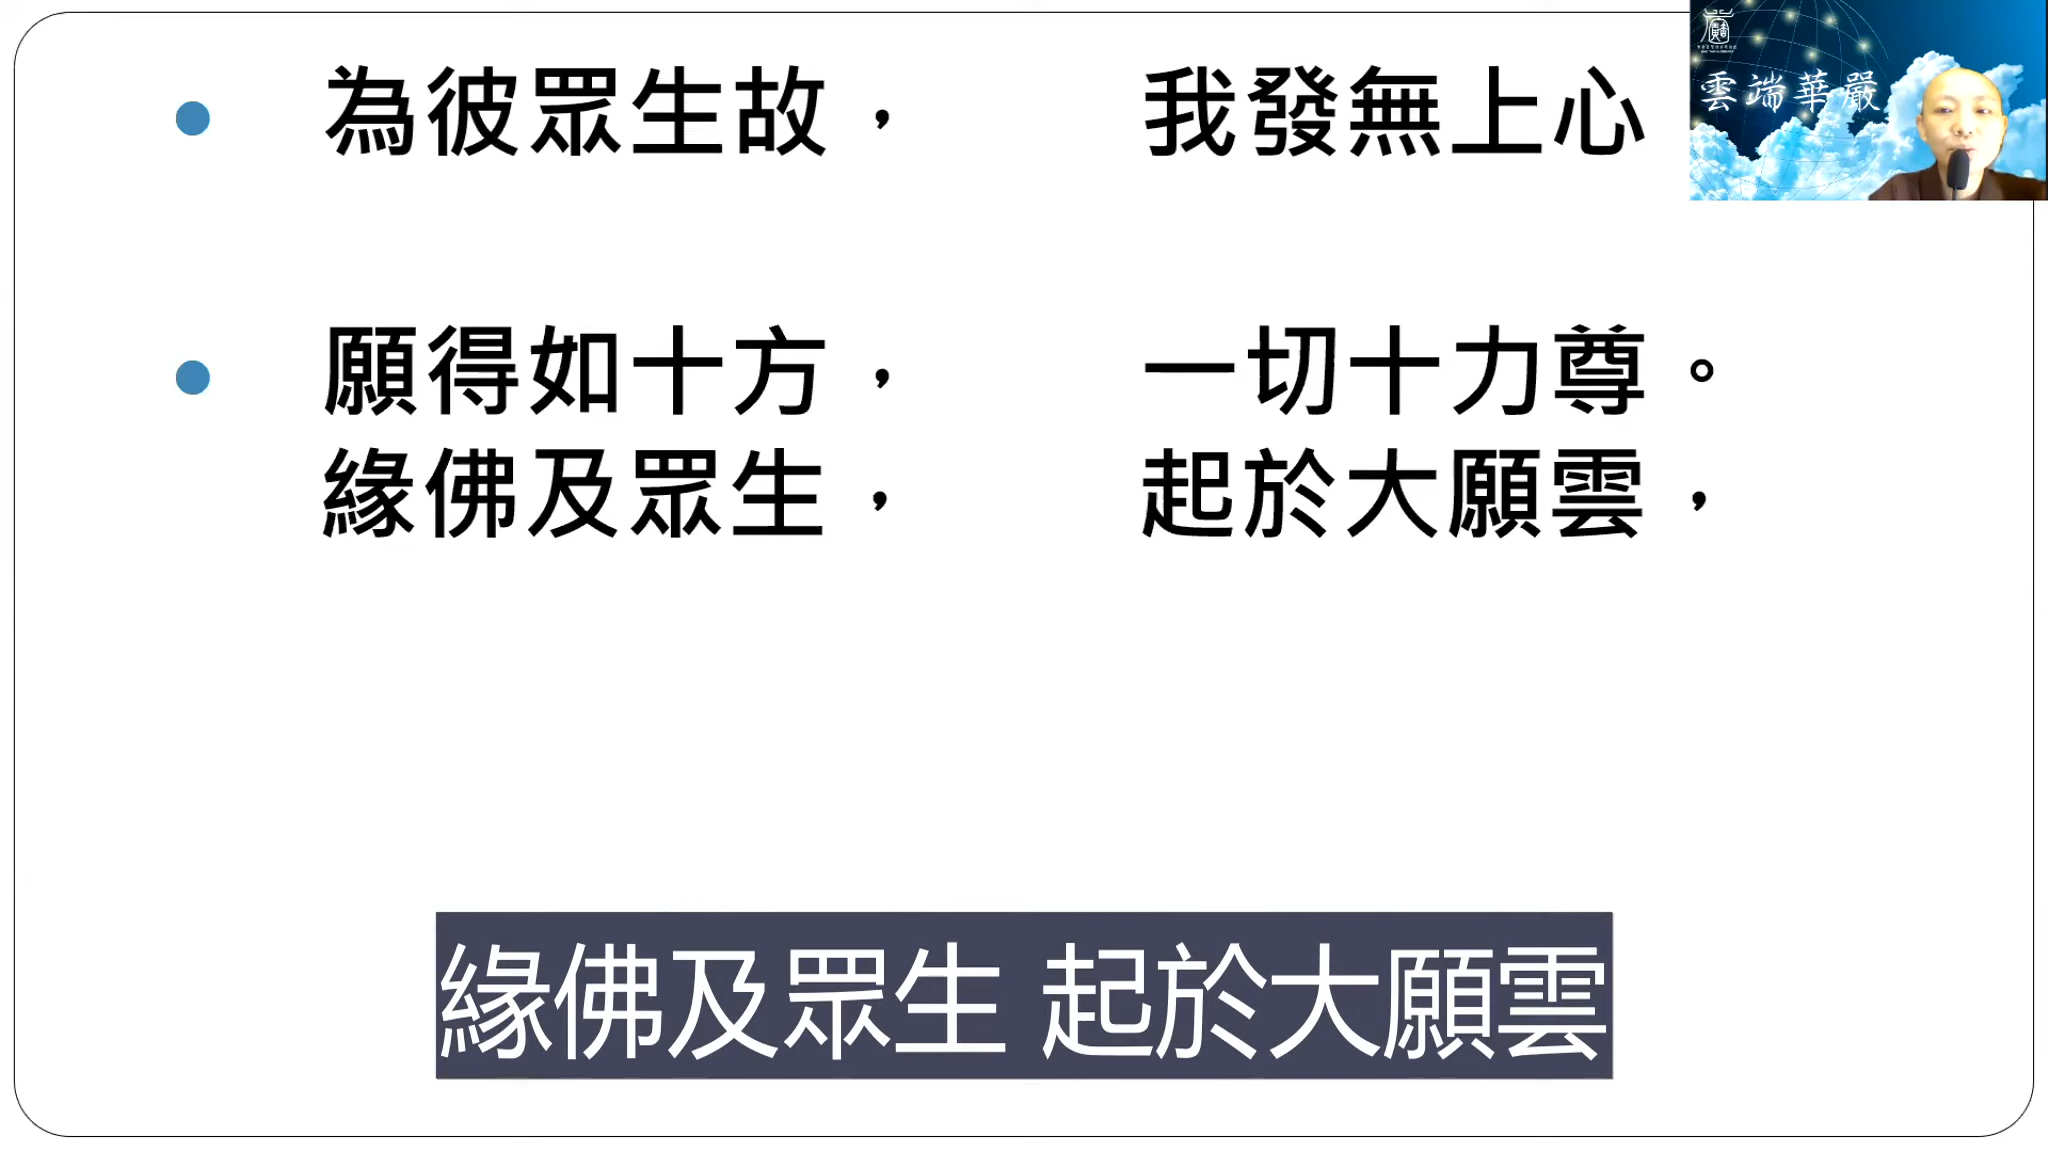 為彼眾生故，　我發無上心
願得如十方，　一切十力尊。
緣佛及眾生，　起於大願雲，
雲端華嚴
緣佛及眾生 起於大願雲